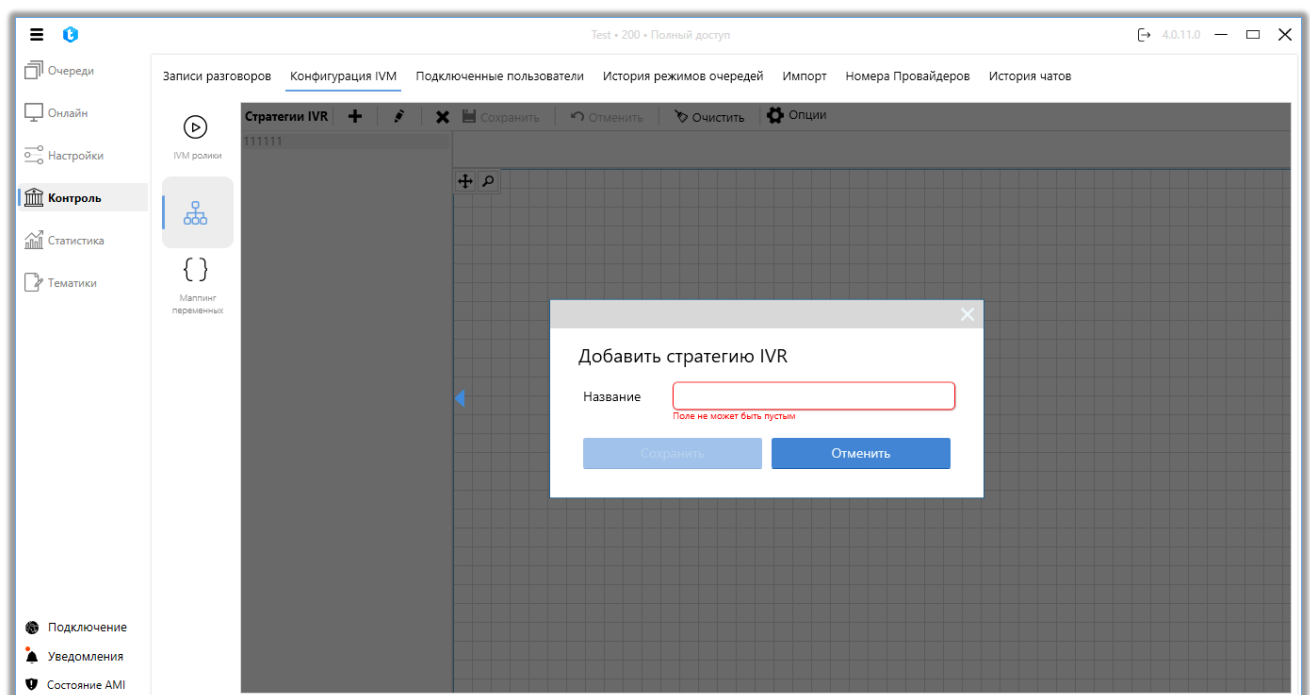 Test • 200 • Полный доступ
4.0.11.0
Очереди
Онлайн
Настройки
Контроль
Статистика
Тематики
Подключение
Уведомления
Состояние AMI
Записи разговоров Конфигурация IVM Подключенные пользователи История режимов очередей Импорт Номера Провайдеров История чатов
IVM ролики
Маппинг
переменных
Стратегии IVR Сохранить Отменить Очистить Опции
111111
Добавить стратегию IVR
Название
Поле не может быть пустым
Сохранить Отменить